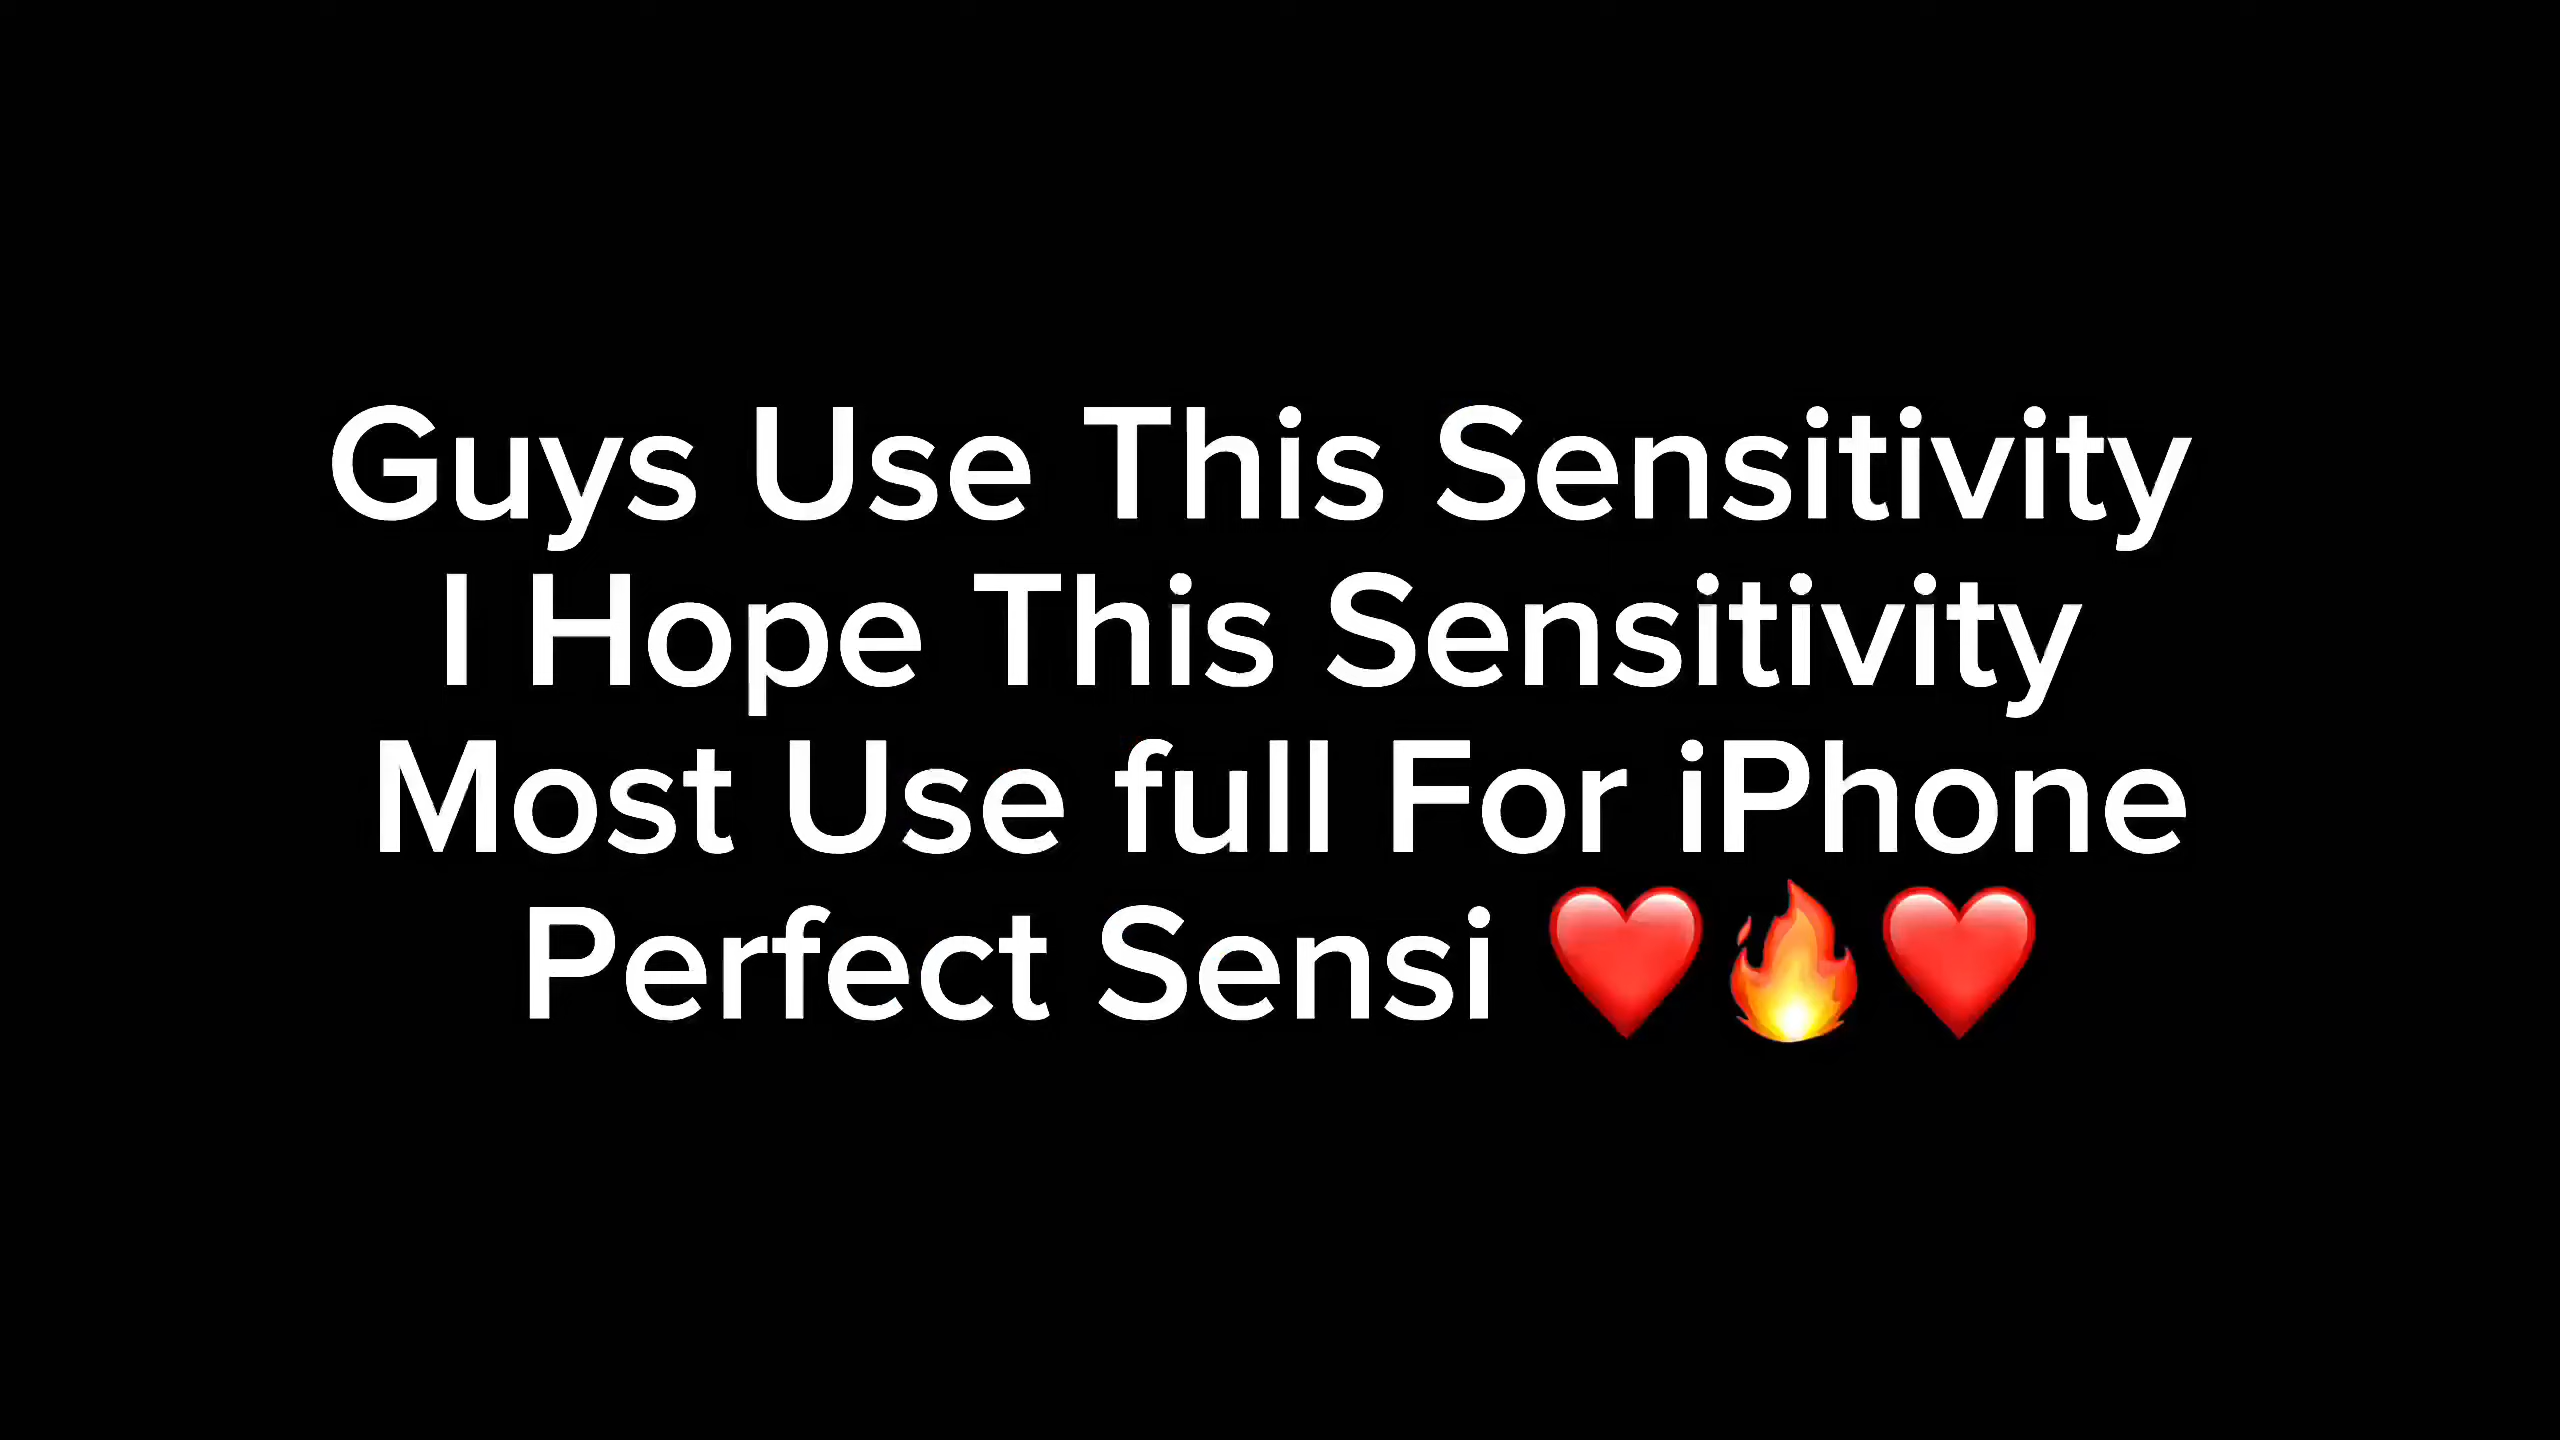 Guys Use This Sensitivity
I Hope This Sensitivity
Most Use full For iPhone
Perfect Sensi ❤️🔥❤️